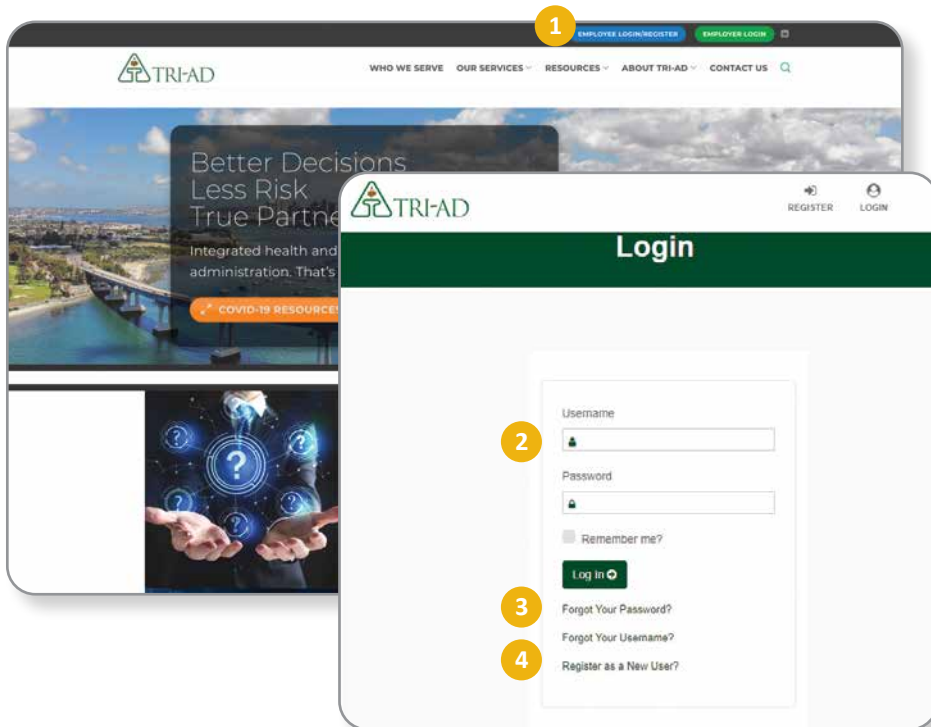 1
EMPLOYEE LOGIN/REGISTER
EMPLOYER LOGIN
TRI-AD
WHO WE SERVE OUR SERVICES RESOURCES ABOUT TRI-AD CONTACT US
Better Decisions
Less Risk
True Partne
Integrated health and
administration. That's
COVID-19 RESOURCES
TRI-AD
REGISTER
LOGIN
Login
Username
2
Password
Remember me?
Log In
3
Forgot Your Password?
Forgot Your Username?
4
Register as a New User?
?
?
?
?
?
?